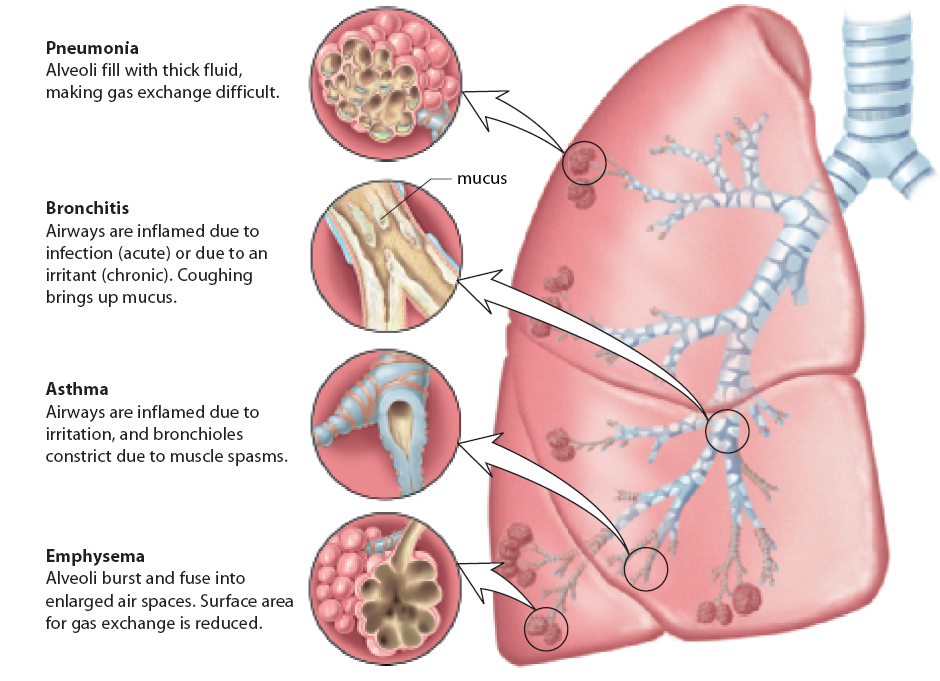 Pneumonia
Alveoli fill with thick fluid,
making gas exchange difficult.
mucus
Bronchitis
Airways are inflamed due to
infection (acute) or due to an
irritant (chronic). Coughing
brings up mucus.
Asthma
Airways are inflamed due to
irritation, and bronchioles
constrict due to muscle spasms.
Emphysema
Alveoli burst and fuse into
enlarged air spaces. Surface area
for gas exchange is reduced.